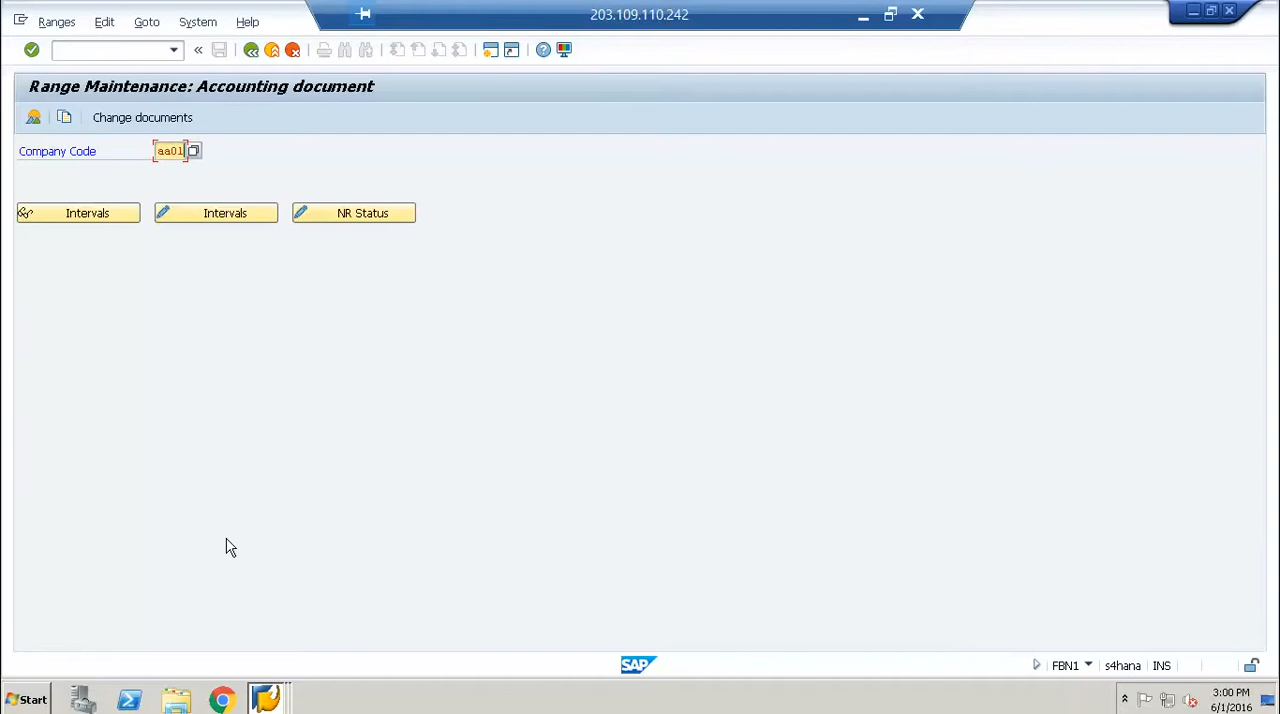 203.109.110.242
Ranges Edit Goto System Help
Range Maintenance: Accounting document
Change documents
Company Code aa01
Intervals Intervals NR Status
SAP
FBN1 s4hana INS
Start
3:00 PM
6/1/2016